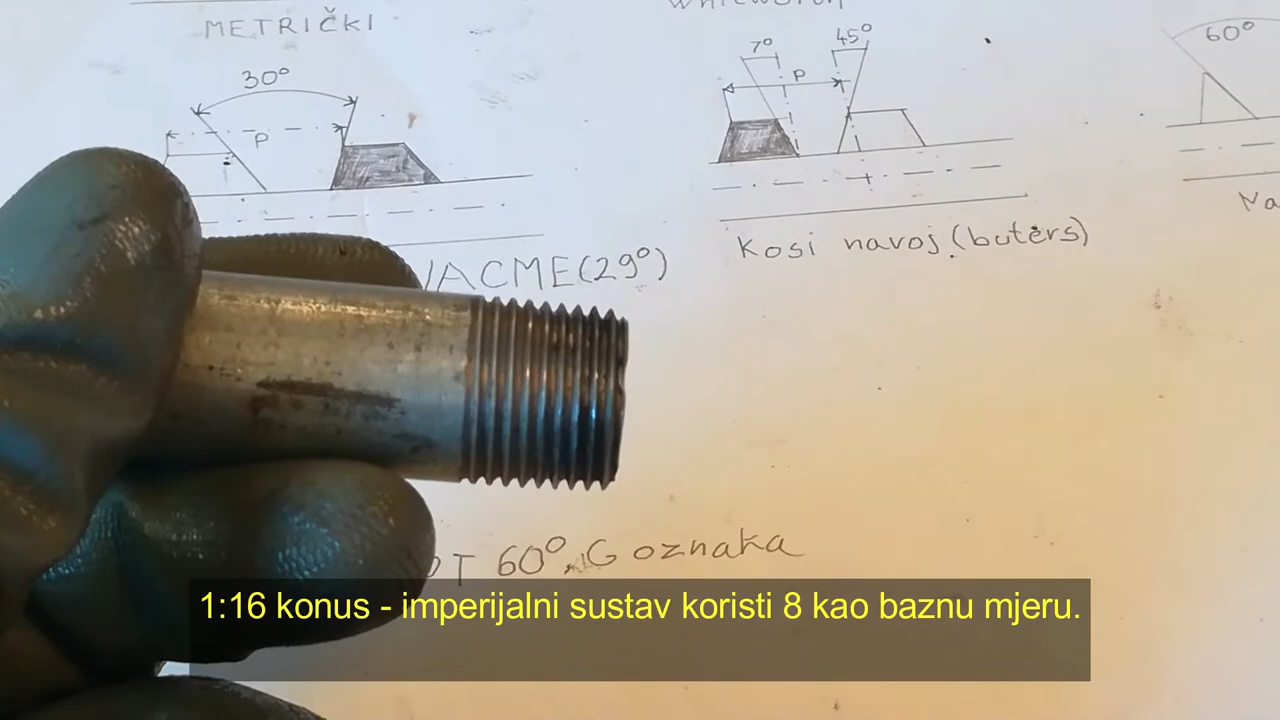 METRIČKI
30°
P
7°
45°
P
60°
Kosi navoj (buters)
ACME(29°)
60°
G oznaka
1:16 konus - imperijalni sustav koristi 8 kao baznu mjeru.